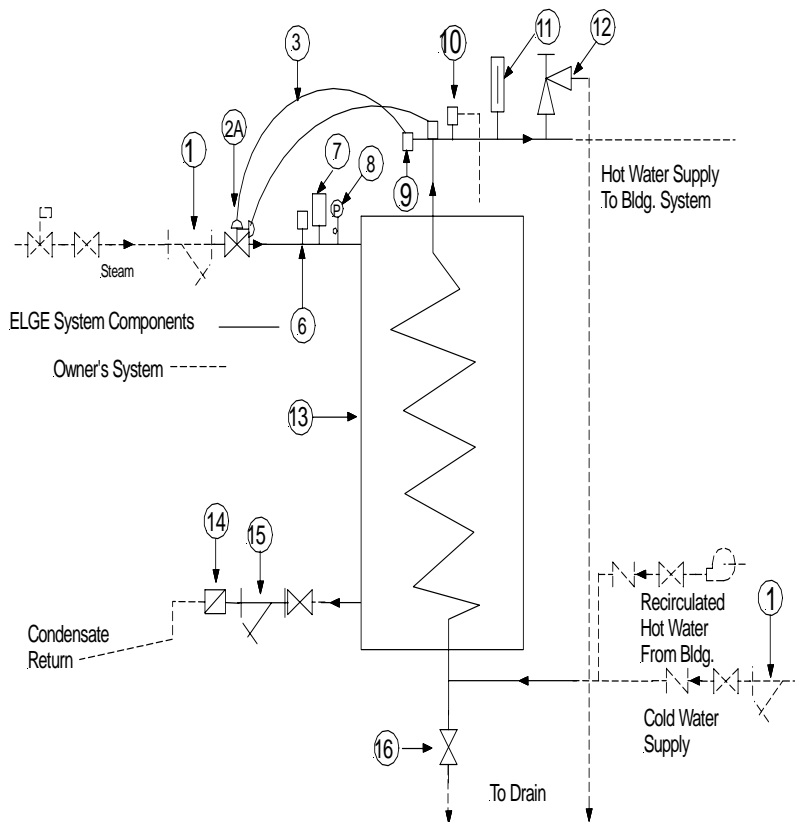 3
10
11
12
2A
1
7
8
9
P
Hot Water Supply
To Bldg. System
Steam
ELGE System Components
6
Owner's System
13
14
15
Condensate
Return
Recirculated
Hot Water
From Bldg.
1
Cold Water
Supply
16
To Drain